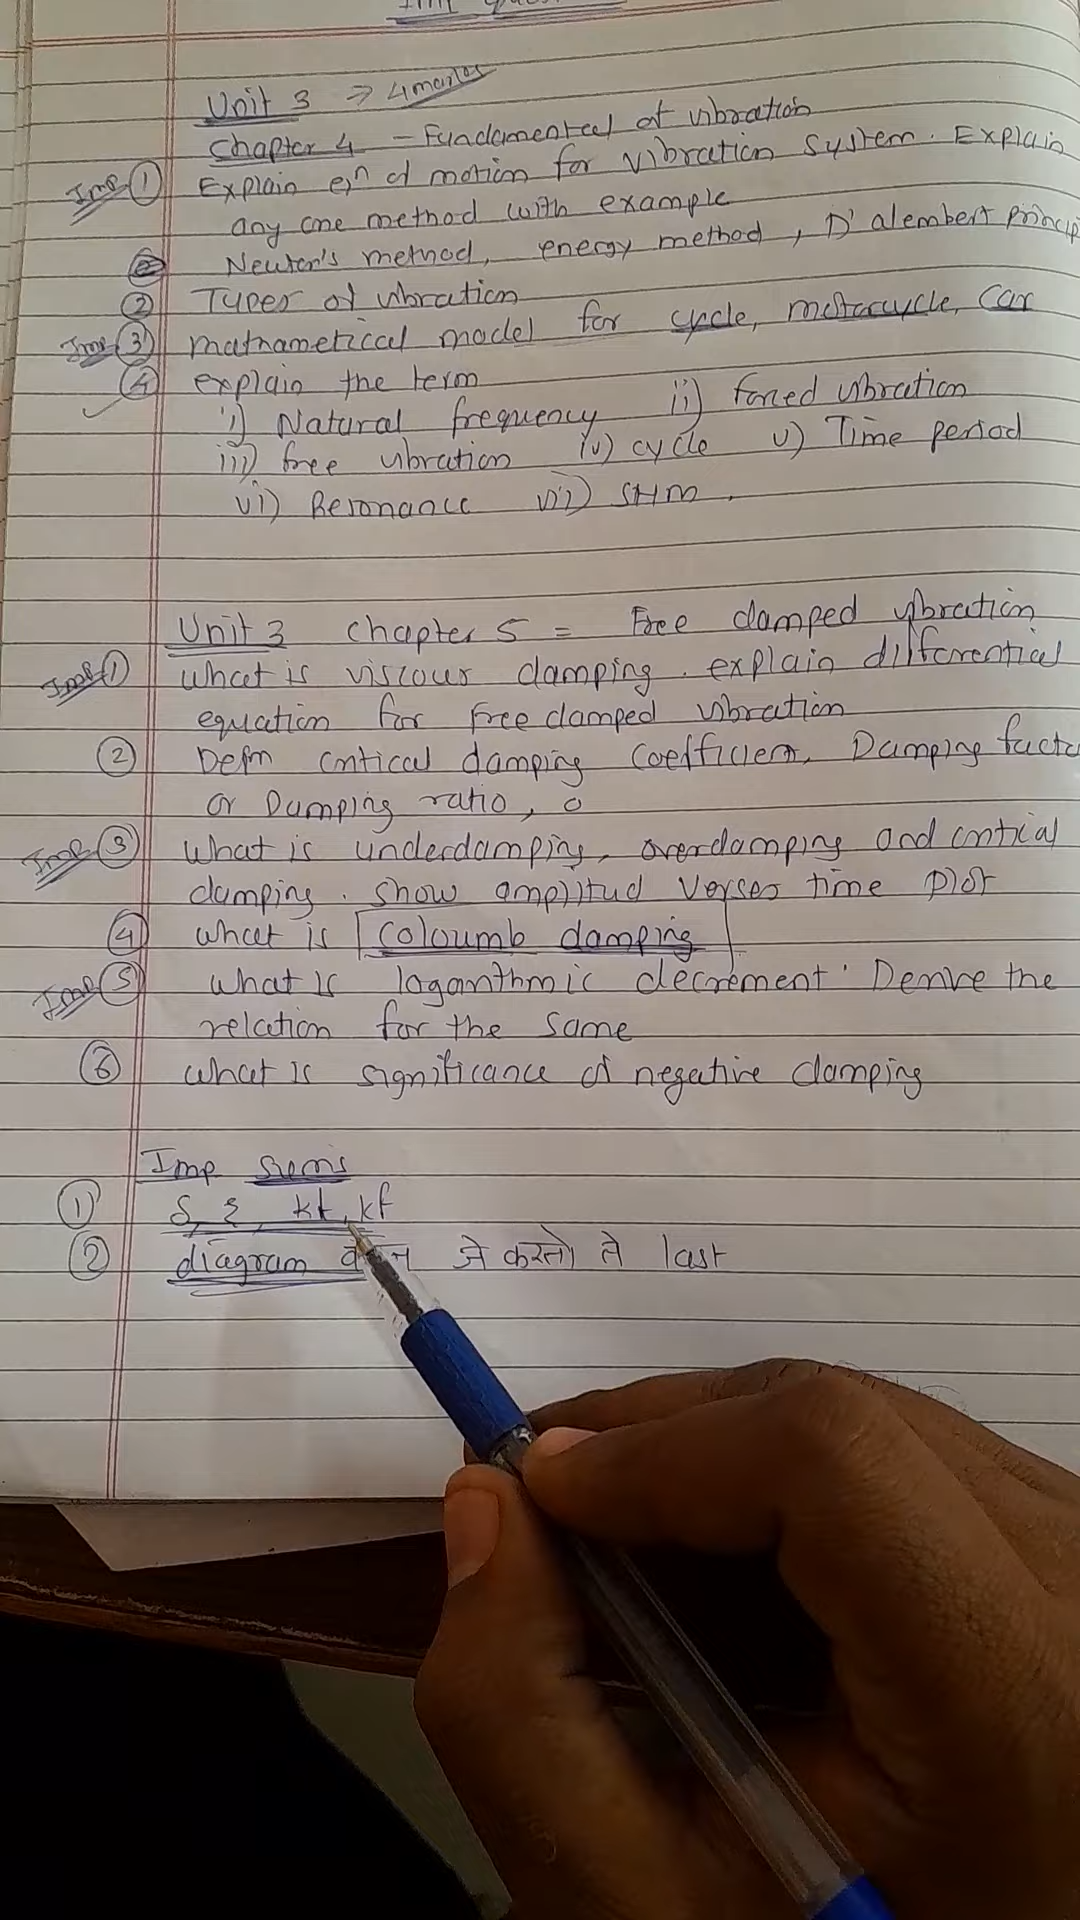 Unit 3 → 4 marks
Chapter 4 - Fundamental of vibration
Imp ① Explain eqn of motion for vibration system. Explain
any one method with example
Newton's method, energy method, D'alembert princip
② Types of vibration
Imp ③ mathametical model for cycle, motorcycle, car
④ explain the term
i) Natural frequency ii) forced vibration
iii) free vibration iv) cycle v) Time period
vi) Resonance vii) SHM.
Unit 3 chapter 5 = Free damped vibration
Imp ① what is viscous damping. explain differential
equation for free damped vibration
② Defn critical damping coefficient, Damping facto
or Damping ratio,
Imp ③ what is underdamping, overdamping and critical
damping. show amplitud verses time plot
④ what is coloumb damping
Imp ⑤ what is logarithmic decrement. Derive the
relation for the same
⑥ what is significance of negative damping
Imp sums
① δ, ξ, kt, kf
② diagram जे करतो ते last